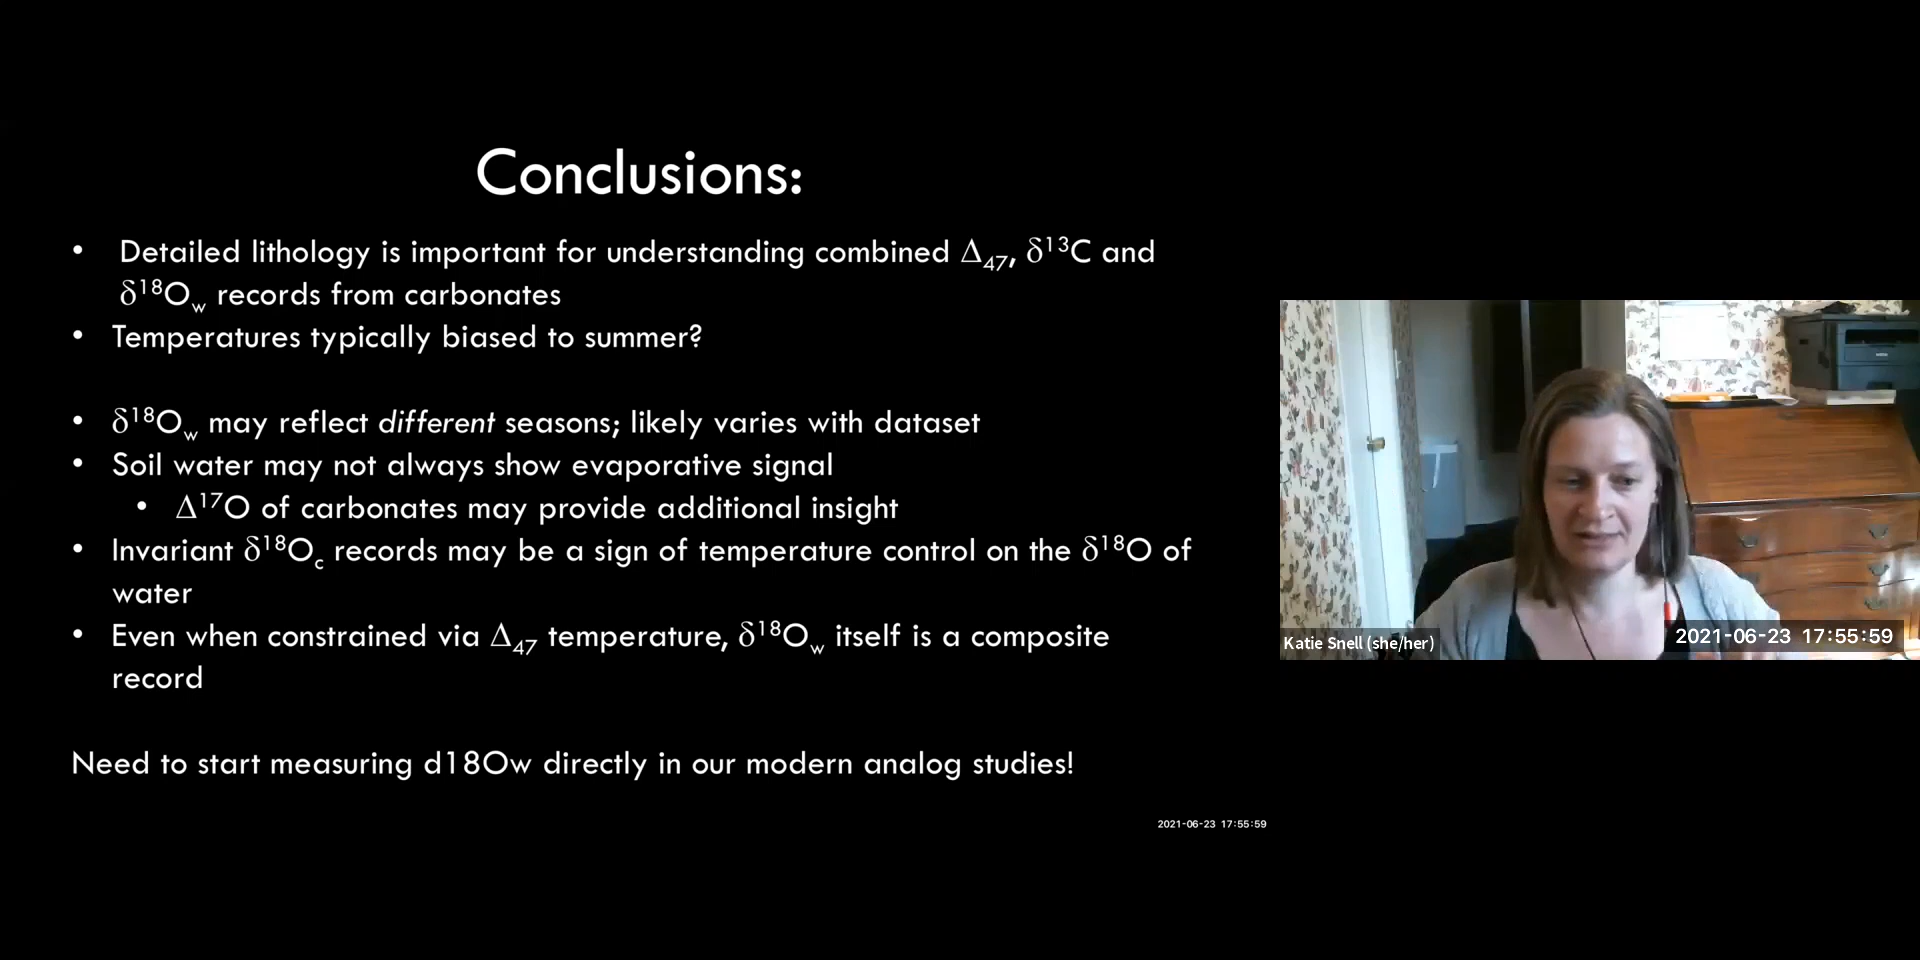 Conclusions:
• Detailed lithology is important for understanding combined Δ₄₇, δ¹³C and
δ¹⁸O_w records from carbonates
• Temperatures typically biased to summer?
• δ¹⁸O_w may reflect different seasons; likely varies with dataset
• Soil water may not always show evaporative signal
• Δ¹⁷O of carbonates may provide additional insight
• Invariant δ¹⁸O_c records may be a sign of temperature control on the δ¹⁸O of
water
• Even when constrained via Δ₄₇ temperature, δ¹⁸O_w itself is a composite
record
Need to start measuring d18Ow directly in our modern analog studies!
2021-06-23 17:55:59
Katie Snell (she/her)
2021-06-23 17:55:59